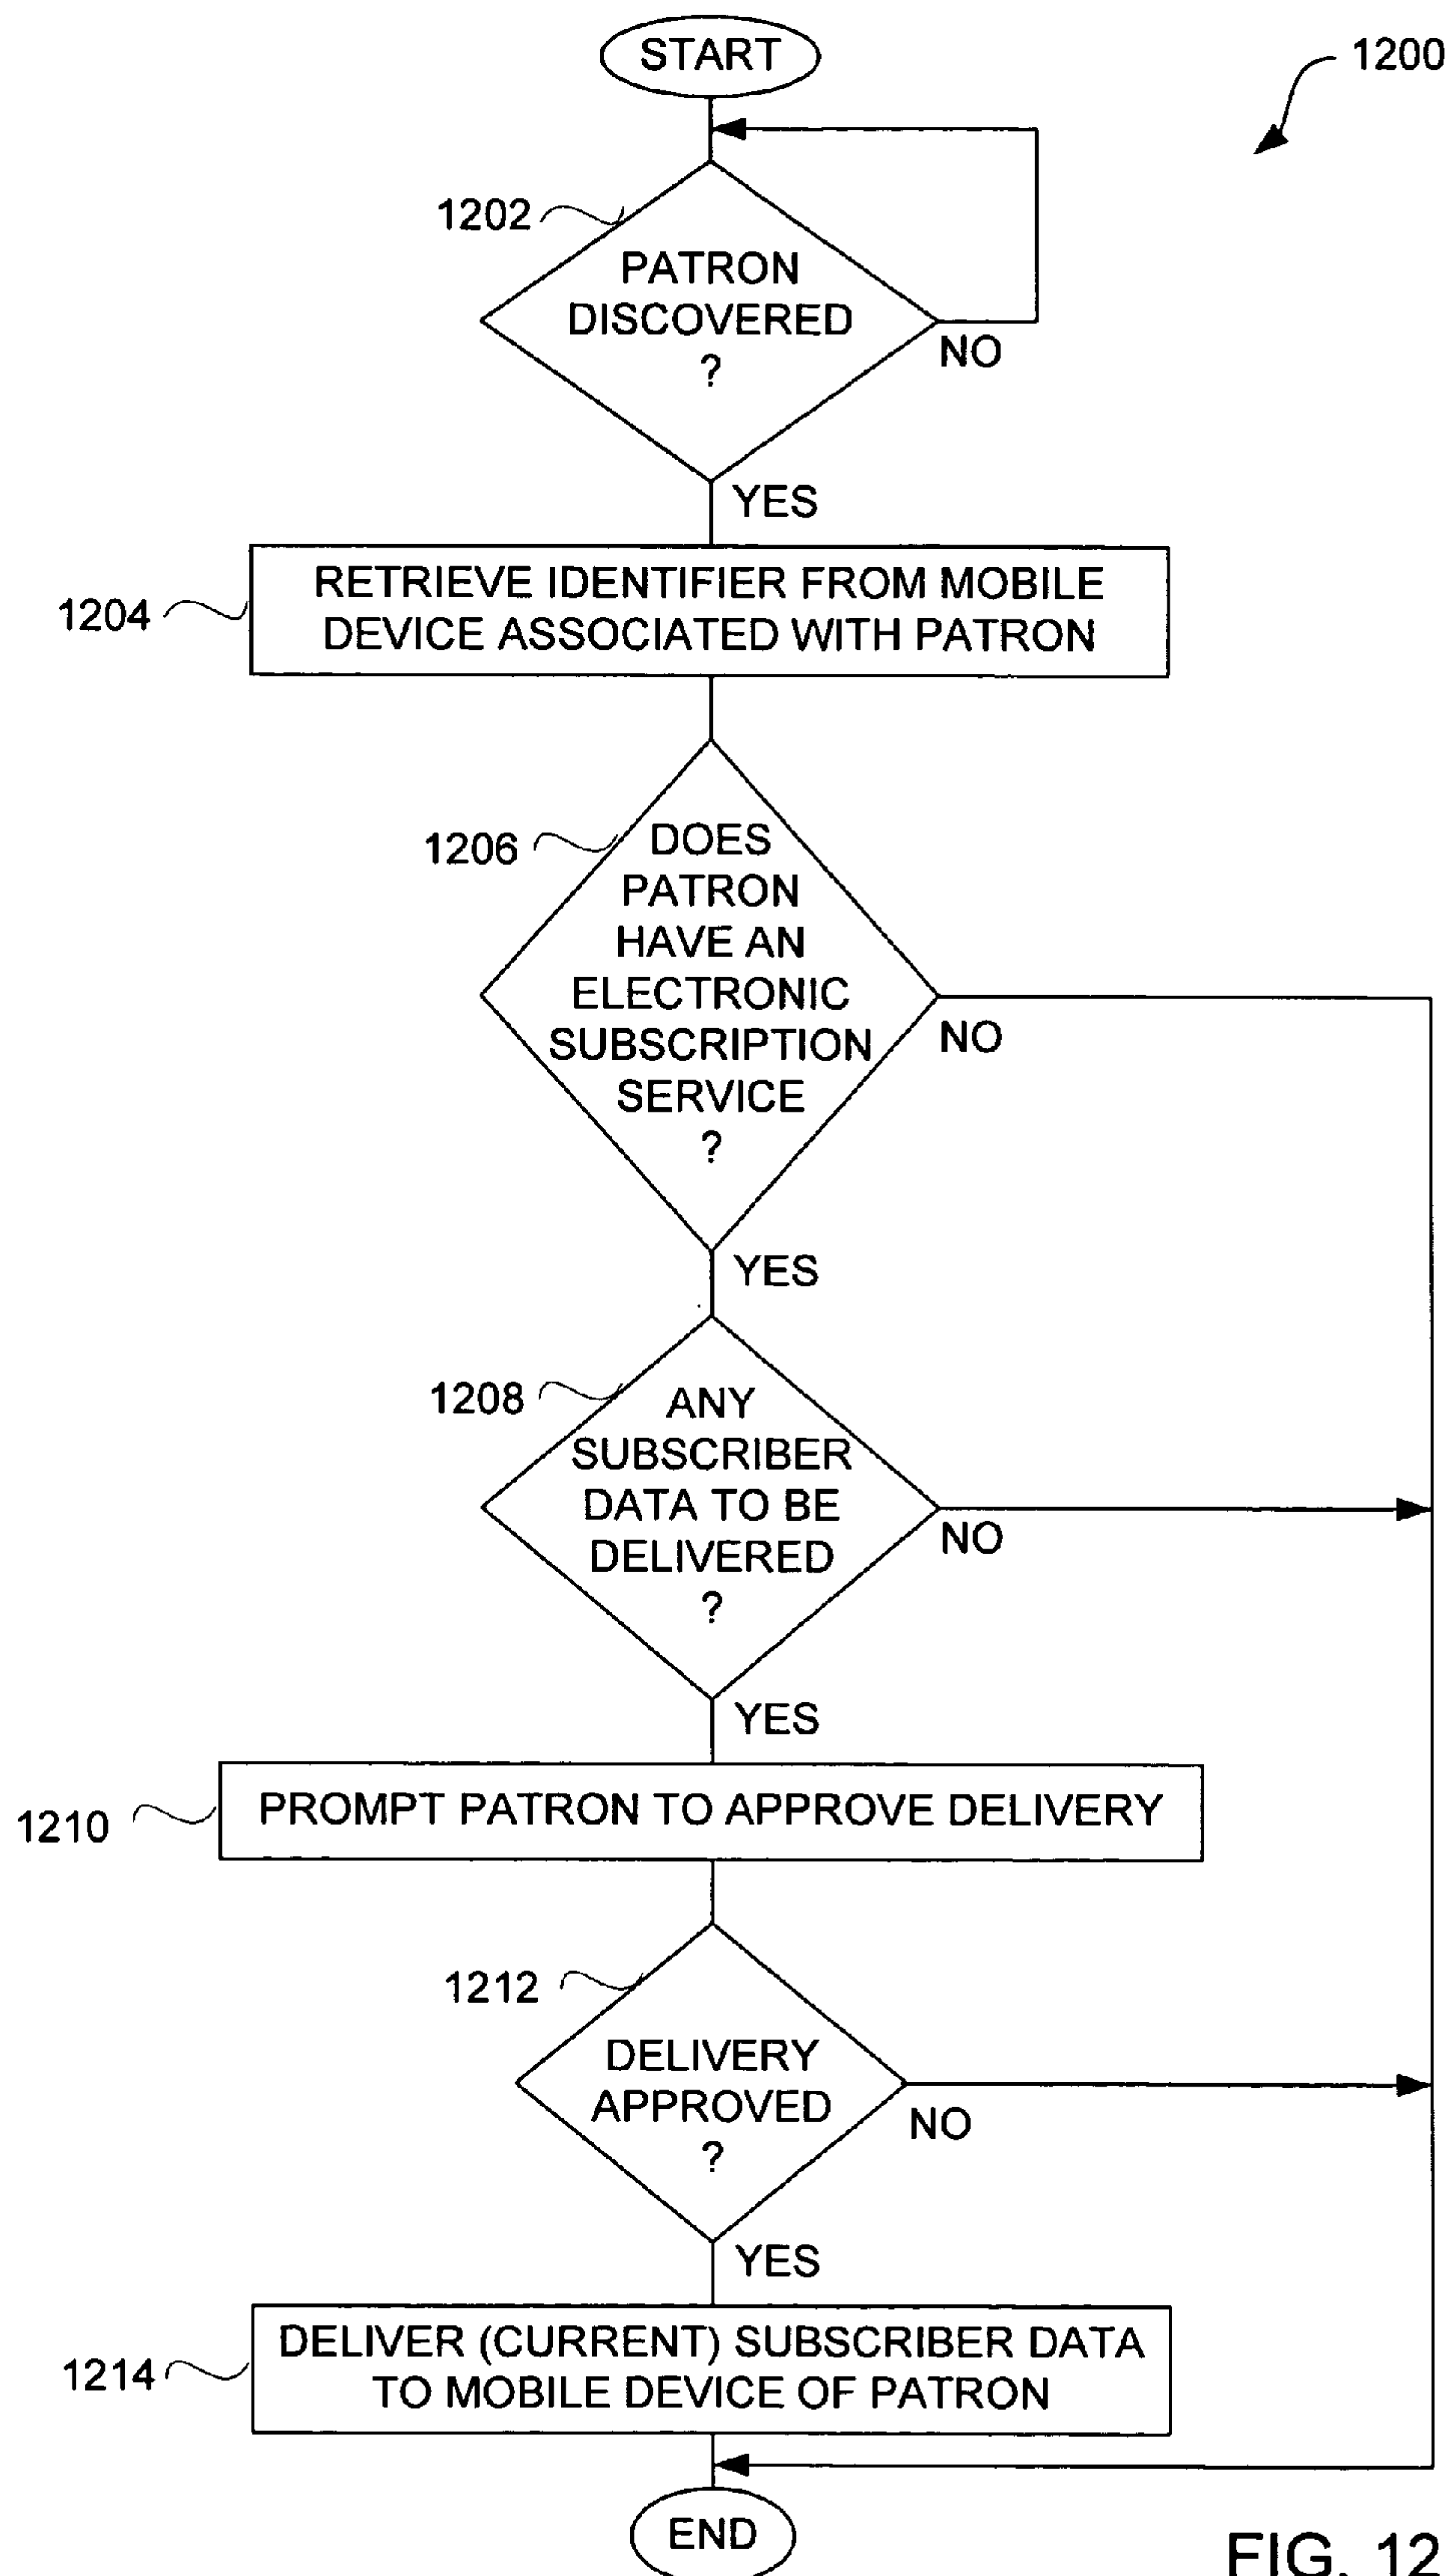 START
1200
1202
PATRON
DISCOVERED
?
NO
YES
1204
RETRIEVE IDENTIFIER FROM MOBILE
DEVICE ASSOCIATED WITH PATRON
1206
DOES
PATRON
HAVE AN
ELECTRONIC
SUBSCRIPTION
SERVICE
?
NO
YES
1208
ANY
SUBSCRIBER
DATA TO BE
DELIVERED
?
NO
YES
1210
PROMPT PATRON TO APPROVE DELIVERY
1212
DELIVERY
APPROVED
?
NO
YES
1214
DELIVER (CURRENT) SUBSCRIBER DATA
TO MOBILE DEVICE OF PATRON
END
FIG. 12